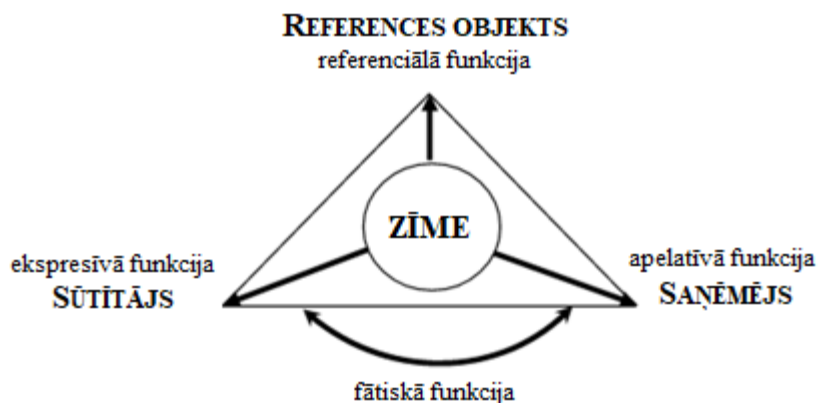 REFERENCES OBJEKTS
referenciālā funkcija
ZĪME
ekspresīvā funkcija
SŪTĪTĀJS
apelatīvā funkcija
SAŅĒMĒJS
fātiskā funkcija